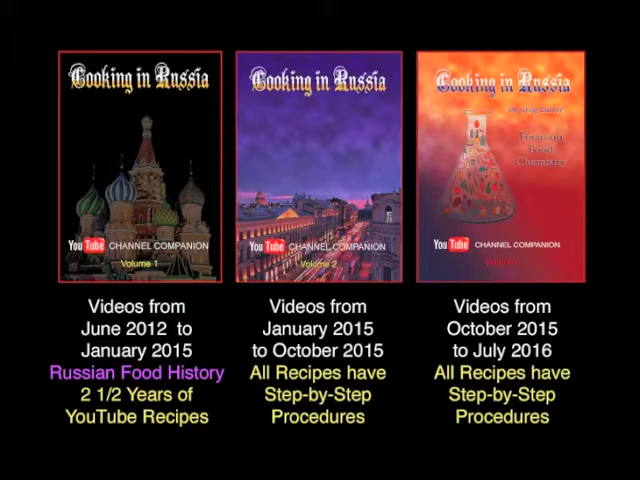 Cooking in Russia
YouTube CHANNEL COMPANION
Volume 1
Videos from
June 2012 to
January 2015
Russian Food History
2 1/2 Years of
YouTube Recipes
Cooking in Russia
YouTube CHANNEL COMPANION
Volume 2
Videos from
January 2015
to October 2015
All Recipes have
Step-by-Step
Procedures
Cooking in Russia
Focus on
Food
Chemistry
YouTube CHANNEL COMPANION
Videos from
October 2015
to July 2016
All Recipes have
Step-by-Step
Procedures